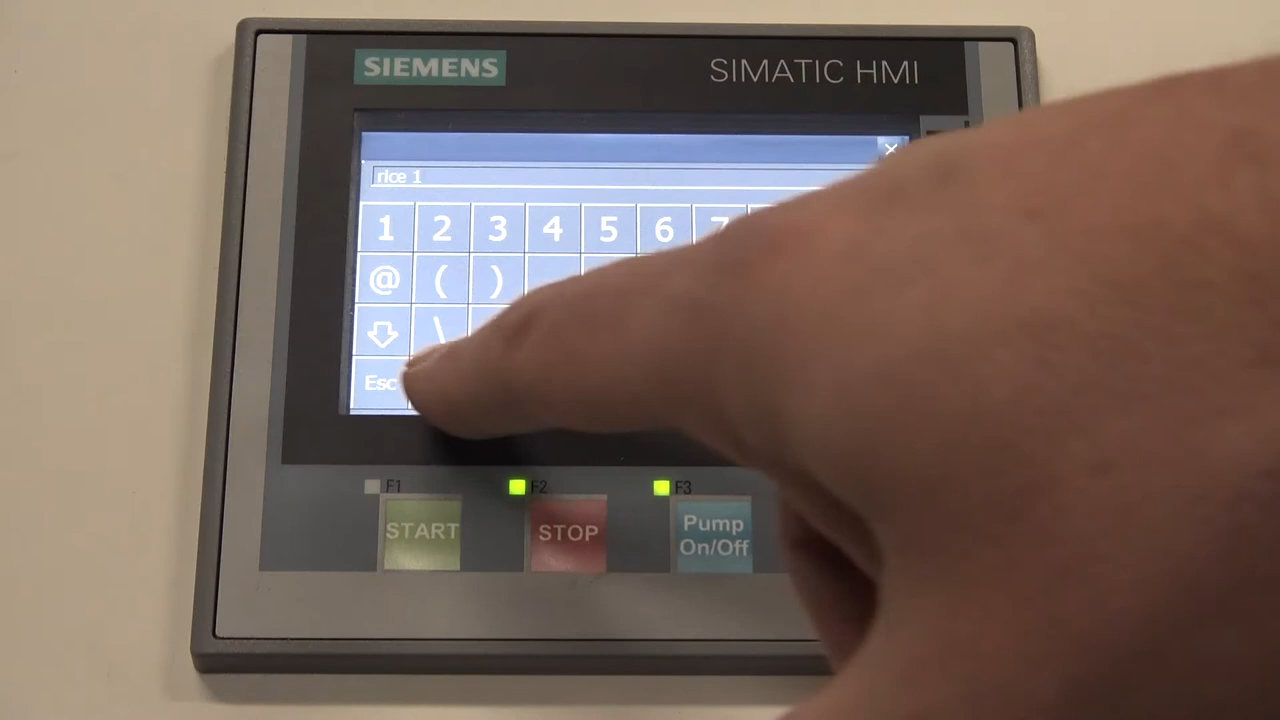 SIEMENS SIMATIC HMI
rice 1
1 2 3 4 5 6 7
@ ( )
\
Esc
F1 F2 F3
START STOP Pump
On/Off